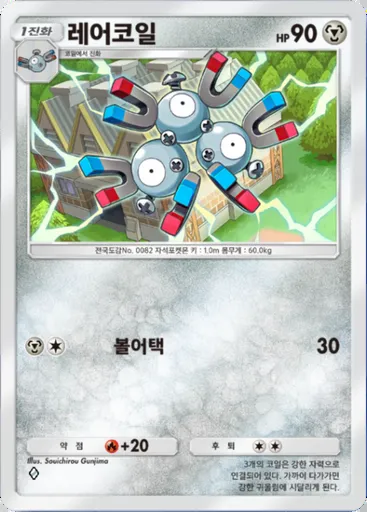 1진화
레어코일
HP 90
코일에서 진화
전국도감No. 0082 자석포켓몬 키 : 1.0m 몸무게 : 60.0kg
볼어택 30
약 점 +20 후 퇴
Illus. Souichirou Gunjima
3개의 코일은 강한 자력으로
연결되어 있다. 가까이 다가가면
강한 귀울림에 시달리게 된다.